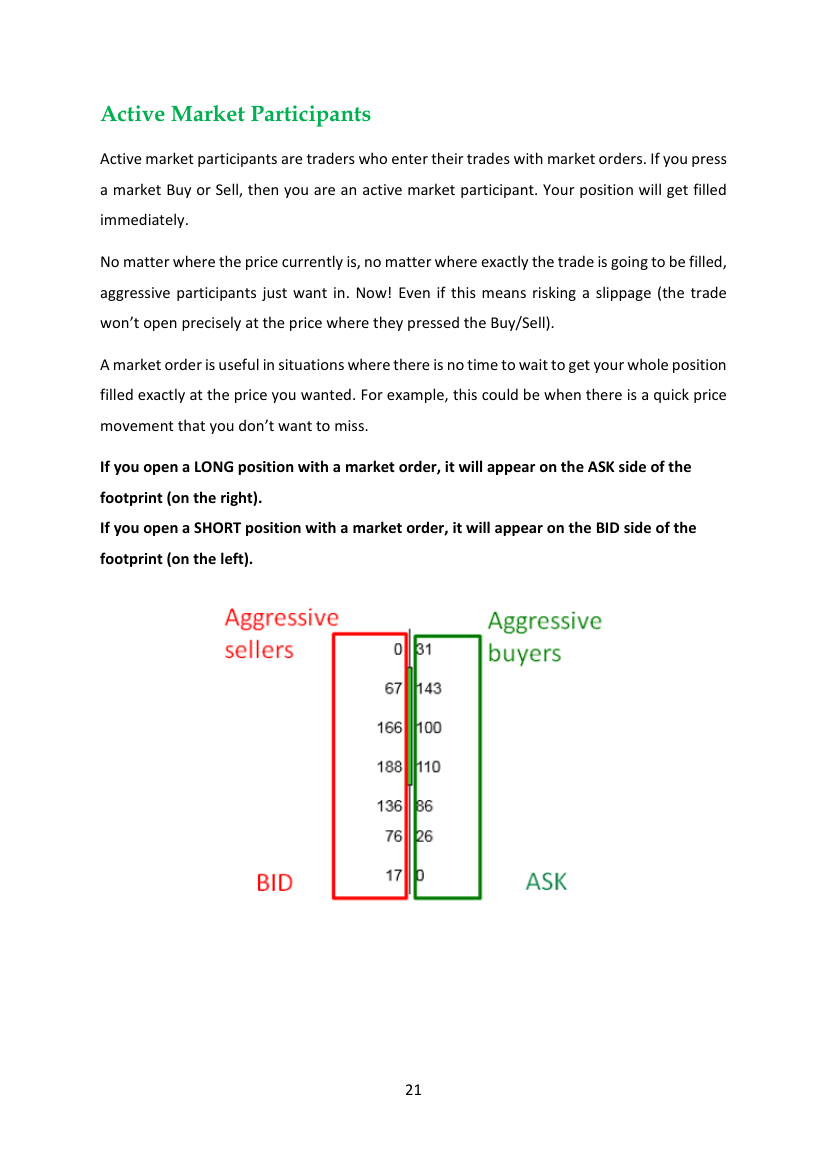 Active Market Participants
Active market participants are traders who enter their trades with market orders. If you press
a market Buy or Sell, then you are an active market participant. Your position will get filled
immediately.
No matter where the price currently is, no matter where exactly the trade is going to be filled,
aggressive participants just want in. Now! Even if this means risking a slippage (the trade
won’t open precisely at the price where they pressed the Buy/Sell).
A market order is useful in situations where there is no time to wait to get your whole position
filled exactly at the price you wanted. For example, this could be when there is a quick price
movement that you don’t want to miss.
If you open a LONG position with a market order, it will appear on the ASK side of the
footprint (on the right).
If you open a SHORT position with a market order, it will appear on the BID side of the
footprint (on the left).
Aggressive
sellers
Aggressive
buyers
0 31
67 143
166 100
188 110
136 86
76 26
17 0
BID
ASK
21